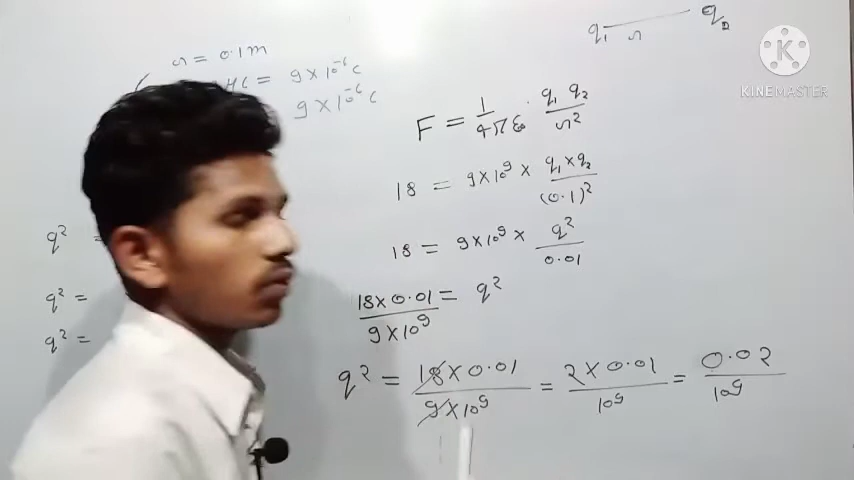 r = 0.1m
μC = 9×10⁻⁶ C
9×10⁻⁶ C
q₁ r q₂
KINEMASTER
F = 1/4πε₀ · q₁ q₂/r²
18 = 9×10⁹ × q₁×q₂/(0.1)²
18 = 9×10⁹ × q²/0.01
18×0.01/9×10⁹ = q²
q² = 18×0.01/9×10⁹ = 2×0.01/10⁹ = 0.02/10⁹
q² =
q² =
q² =